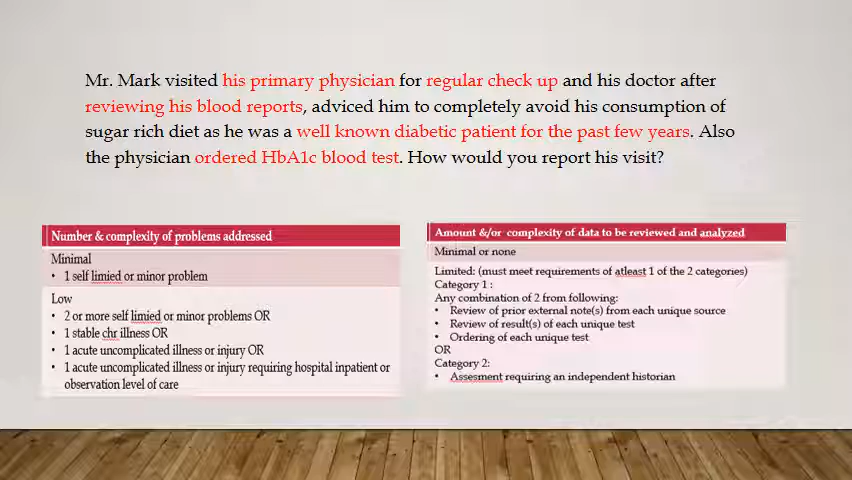 Mr. Mark visited his primary physician for regular check up and his doctor after
reviewing his blood reports, adviced him to completely avoid his consumption of
sugar rich diet as he was a well known diabetic patient for the past few years. Also
the physician ordered HbA1c blood test. How would you report his visit?
Number & complexity of problems addressed
Minimal
• 1 self limied or minor problem
Low
• 2 or more self limied or minor problems OR
• 1 stable chr illness OR
• 1 acute uncomplicated illness or injury OR
• 1 acute uncomplicated illness or injury requiring hospital inpatient or
observation level of care
Amount &/or complexity of data to be reviewed and analyzed
Minimal or none
Limited: (must meet requirements of atleast 1 of the 2 categories)
Category 1 :
Any combination of 2 from following:
• Review of prior external note(s) from each unique source
• Review of result(s) of each unique test
• Ordering of each unique test
OR
Category 2:
• Assesment requiring an independent historian